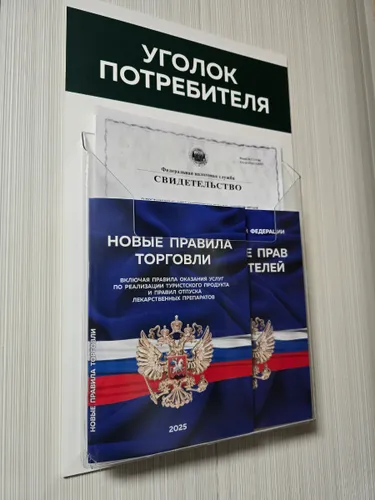 УГОЛОК
ПОТРЕБИТЕЛЯ
Федеральная налоговая служба
СВИДЕТЕЛЬСТВО
НОВЫЕ ПРАВИЛА
ТОРГОВЛИ
ВКЛЮЧАЯ ПРАВИЛА ОКАЗАНИЯ УСЛУГ
ПО РЕАЛИЗАЦИИ ТУРИСТСКОГО ПРОДУКТА
И ПРАВИЛ ОТПУСКА
ЛЕКАРСТВЕННЫХ ПРЕПАРАТОВ
2025
НОВЫЕ ПРАВИЛА ТОРГОВЛИ
Й ФЕДЕРАЦИИ
Е ПРАВ
ТЕЛЕЙ